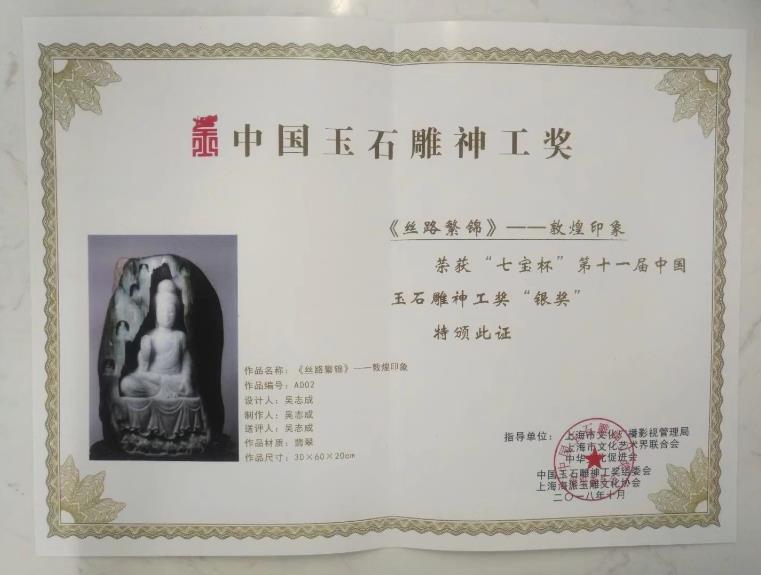 中国玉石雕神工奖
《丝路繁锦》——敦煌印象
荣获“七宝杯”第十一届中国
玉石雕神工奖“银奖”
特颁此证
作品名称：《丝路繁锦》——敦煌印象
作品编号：A002
设计人：吴志成
制作人：吴志成
送评人：吴志成
作品材质：翡翠
作品尺寸：30×60×20cm
指导单位：上海市文化广播影视管理局
上海市文化艺术界联合会
中华文化促进会
中国玉石雕神工奖组委会
上海海派玉雕文化协会
二〇一八年十月